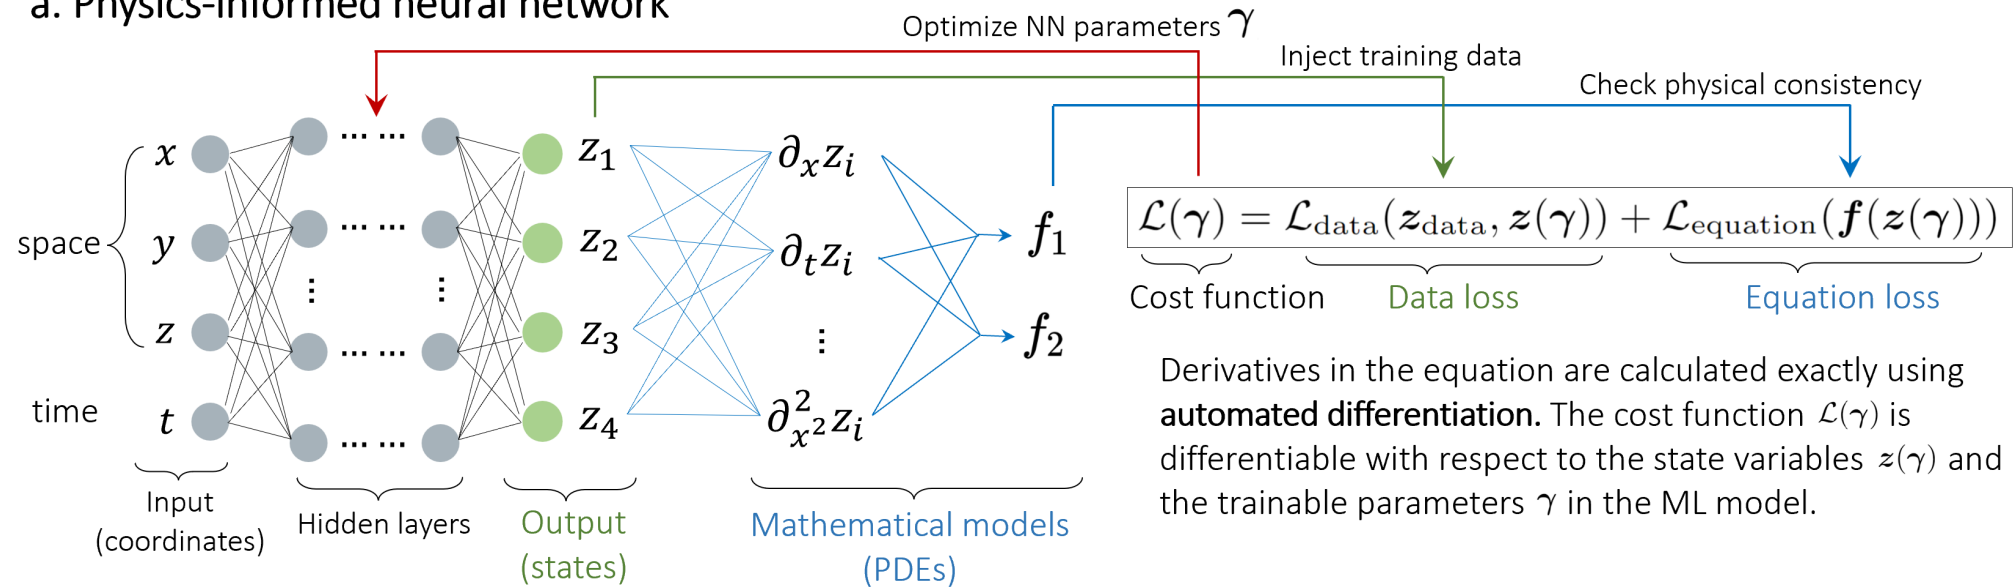 a. Physics-informed neural network
Optimize NN parameters γ
Inject training data
Check physical consistency
space
time
x
y
z
t
... ...
... ...
⋮
⋮
... ...
... ...
z₁
z₂
z₃
z₄
∂ₓzᵢ
∂ₜzᵢ
⋮
∂²ₓ²zᵢ
f₁
f₂
ℒ(γ) = ℒdata(zdata, z(γ)) + ℒequation(f(z(γ)))
Cost function
Data loss
Equation loss
Input
(coordinates)
Hidden layers
Output
(states)
Mathematical models
(PDEs)
Derivatives in the equation are calculated exactly using
automated differentiation. The cost function ℒ(γ) is
differentiable with respect to the state variables z(γ) and
the trainable parameters γ in the ML model.